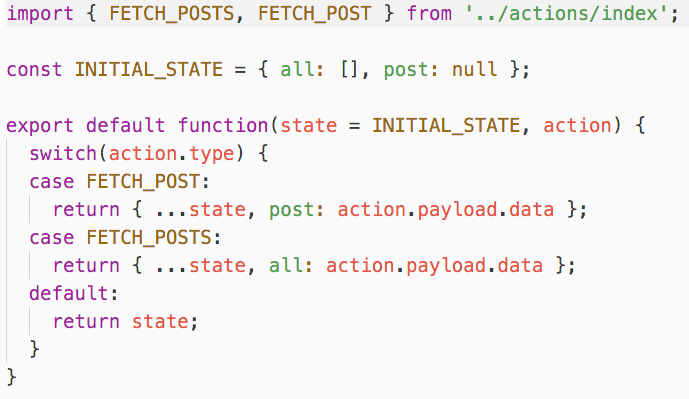 import { FETCH_POSTS, FETCH_POST } from '../actions/index';
const INITIAL_STATE = { all: [], post: null };
export default function(state = INITIAL_STATE, action) {
switch(action.type) {
case FETCH_POST:
return { ...state, post: action.payload.data };
case FETCH_POSTS:
return { ...state, all: action.payload.data };
default:
return state;
}
}